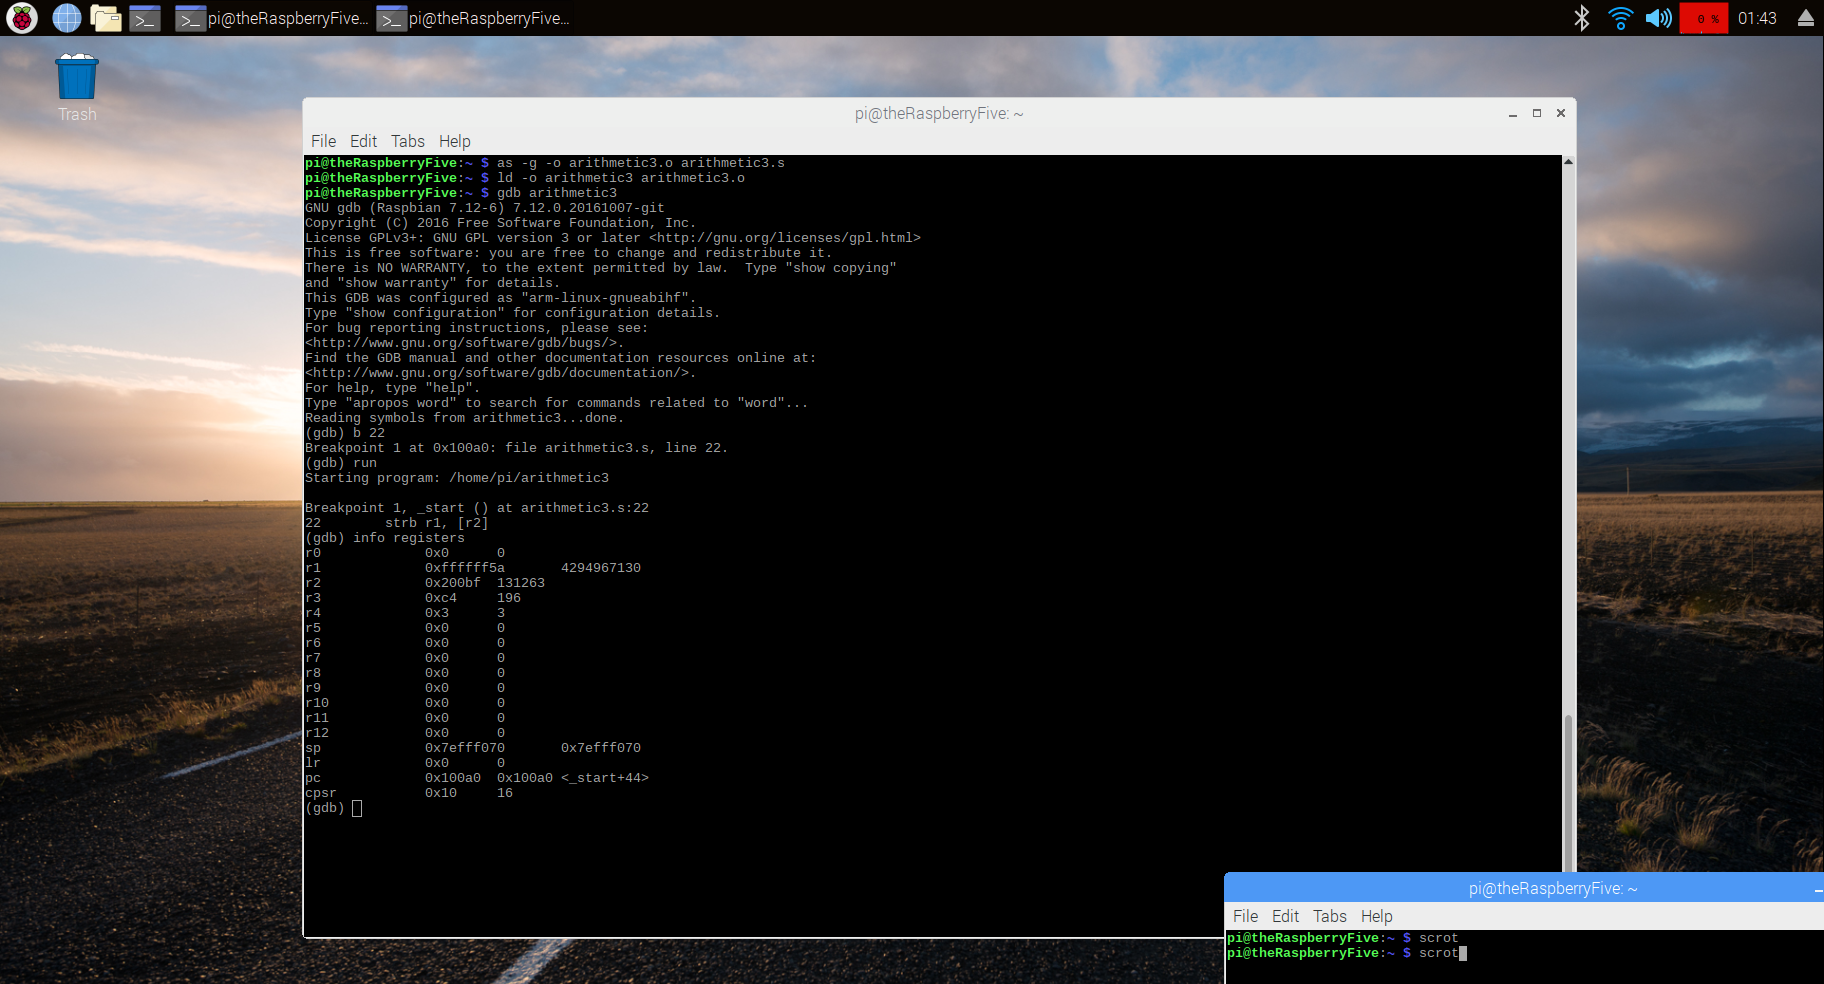 pi@theRaspberryFive... pi@theRaspberryFive... 0 % 01:43
Trash
pi@theRaspberryFive: ~
File Edit Tabs Help
pi@theRaspberryFive:~ $ as -g -o arithmetic3.o arithmetic3.s
pi@theRaspberryFive:~ $ ld -o arithmetic3 arithmetic3.o
pi@theRaspberryFive:~ $ gdb arithmetic3
GNU gdb (Raspbian 7.12-6) 7.12.0.20161007-git
Copyright (C) 2016 Free Software Foundation, Inc.
License GPLv3+: GNU GPL version 3 or later <http://gnu.org/licenses/gpl.html>
This is free software: you are free to change and redistribute it.
There is NO WARRANTY, to the extent permitted by law.  Type "show copying"
and "show warranty" for details.
This GDB was configured as "arm-linux-gnueabihf".
Type "show configuration" for configuration details.
For bug reporting instructions, please see:
<http://www.gnu.org/software/gdb/bugs/>.
Find the GDB manual and other documentation resources online at:
<http://www.gnu.org/software/gdb/documentation/>.
For help, type "help".
Type "apropos word" to search for commands related to "word"...
Reading symbols from arithmetic3...done.
(gdb) b 22
Breakpoint 1 at 0x100a0: file arithmetic3.s, line 22.
(gdb) run
Starting program: /home/pi/arithmetic3
Breakpoint 1, _start () at arithmetic3.s:22
22 strb r1, [r2]
(gdb) info registers
r0 0x0 0
r1 0xffffff5a 4294967130
r2 0x200bf 131263
r3 0xc4 196
r4 0x3 3
r5 0x0 0
r6 0x0 0
r7 0x0 0
r8 0x0 0
r9 0x0 0
r10 0x0 0
r11 0x0 0
r12 0x0 0
sp 0x7efff070 0x7efff070
lr 0x0 0
pc 0x100a0 0x100a0 <_start+44>
cpsr 0x10 16
(gdb)
pi@theRaspberryFive: ~
File Edit Tabs Help
pi@theRaspberryFive:~ $ scrot
pi@theRaspberryFive:~ $ scrot